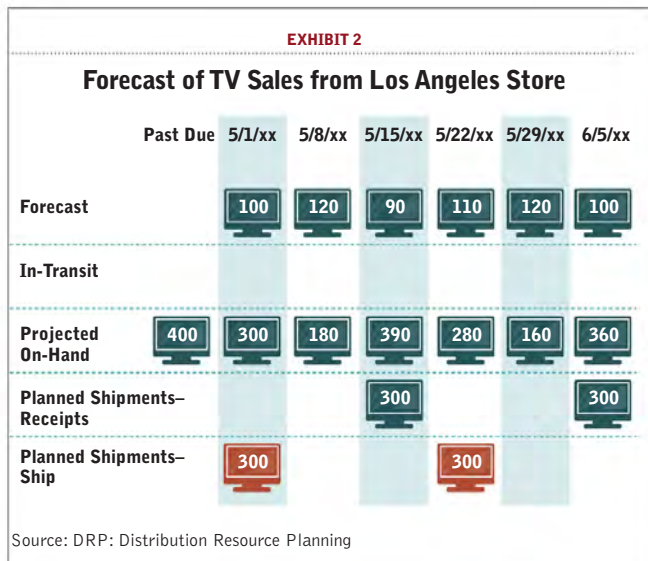 EXHIBIT 2
Forecast of TV Sales from Los Angeles Store
Past Due 5/1/xx 5/8/xx 5/15/xx 5/22/xx 5/29/xx 6/5/xx
Forecast 100 120 90 110 120 100
In-Transit
Projected
On-Hand 400 300 180 390 280 160 360
Planned Shipments–
Receipts 300 300
Planned Shipments–
Ship 300 300
Source: DRP: Distribution Resource Planning